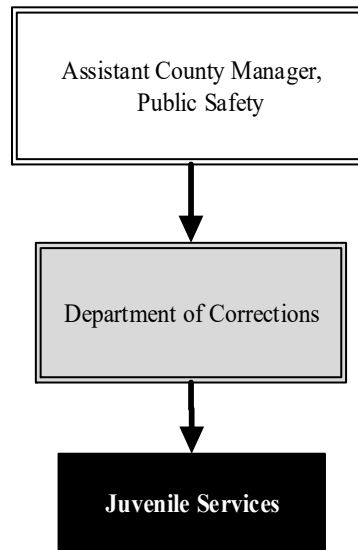 Assistant County Manager,
Public Safety
Department of Corrections
Juvenile Services